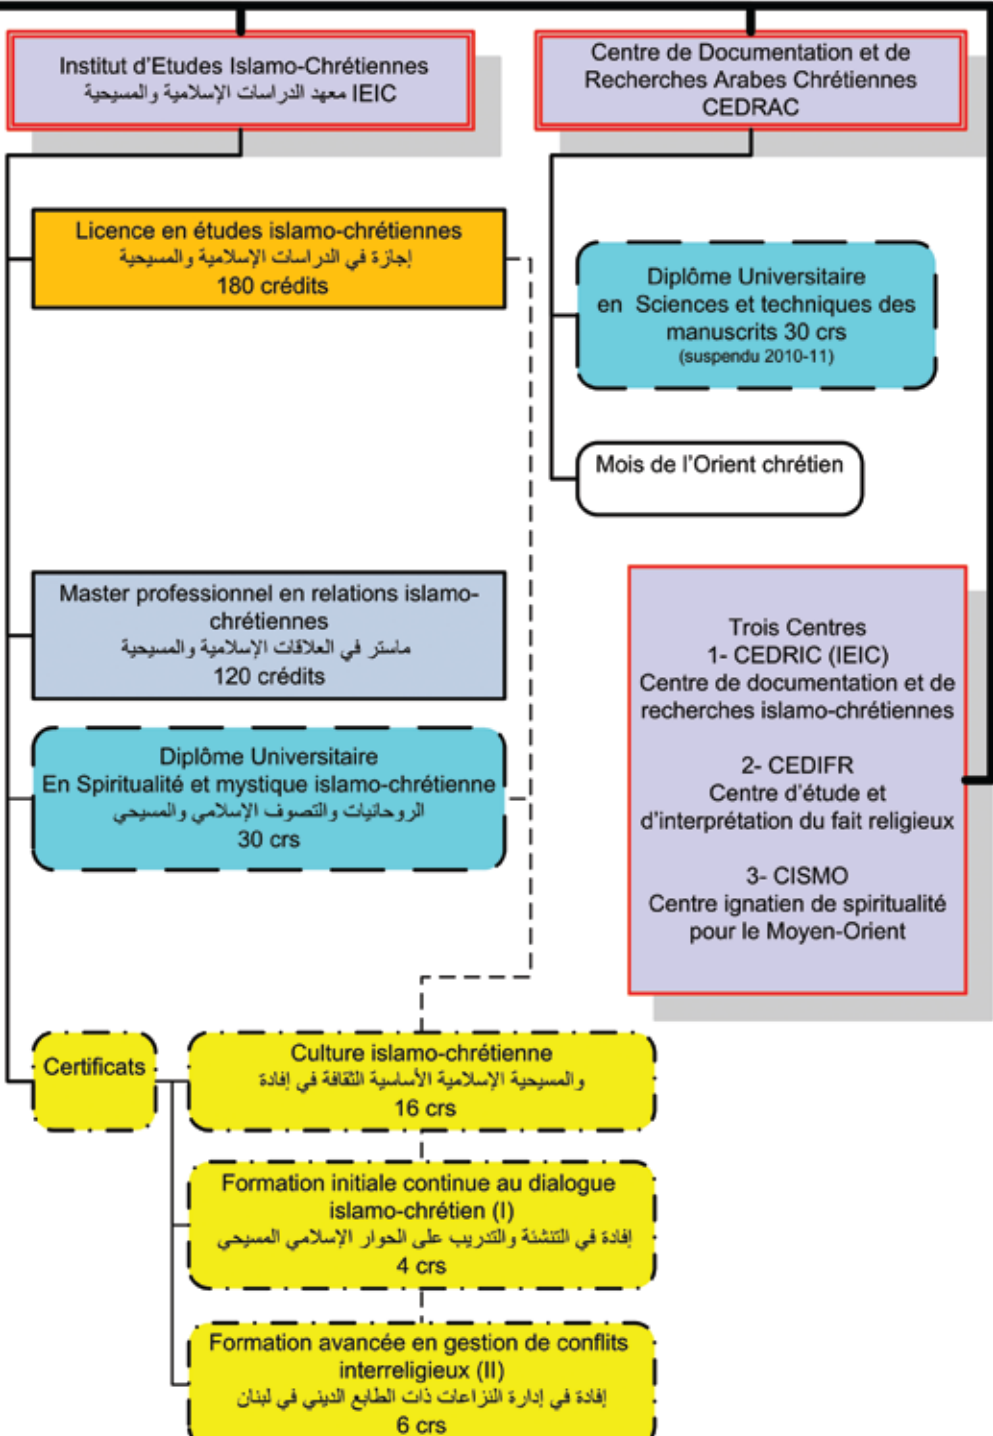 Institut d'Etudes Islamo-Chrétiennes
IEIC معهد الدراسات الإسلامية والمسيحية
Centre de Documentation et de
Recherches Arabes Chrétiennes
CEDRAC
Licence en études islamo-chrétiennes
إجازة في الدراسات الإسلامية والمسيحية
180 crédits
Diplôme Universitaire
en Sciences et techniques des
manuscrits 30 crs
(suspendu 2010-11)
Mois de l'Orient chrétien
Master professionnel en relations islamo-
chrétiennes
ماستر في العلاقات الإسلامية والمسيحية
120 crédits
Diplôme Universitaire
En Spiritualité et mystique islamo-chrétienne
الروحانيات والتصوف الإسلامي والمسيحي
30 crs
Trois Centres
1- CEDRIC (IEIC)
Centre de documentation et de
recherches islamo-chrétiennes
2- CEDIFR
Centre d'étude et
d'interprétation du fait religieux
3- CISMO
Centre ignatien de spiritualité
pour le Moyen-Orient
Certificats
Culture islamo-chrétienne
والمسيحية الإسلامية الأساسية الثقافة في إفادة
16 crs
Formation initiale continue au dialogue
islamo-chrétien (I)
إفادة في التنشئة والتدريب على الحوار الإسلامي المسيحي
4 crs
Formation avancée en gestion de conflits
interreligieux (II)
إفادة في إدارة النزاعات ذات الطابع الديني في لبنان
6 crs